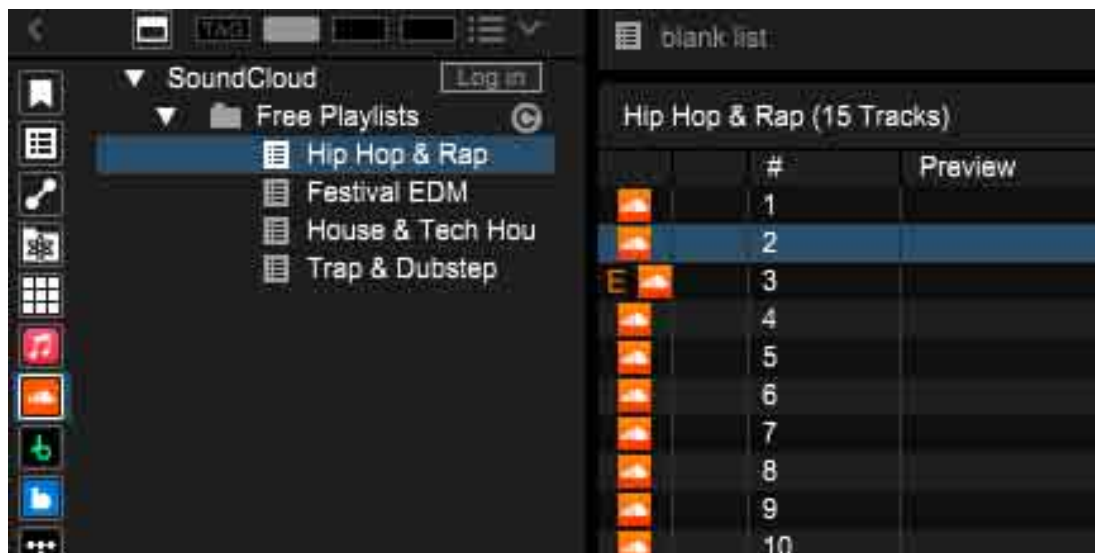 TAG
blank list
SoundCloud Log in
Free Playlists
Hip Hop & Rap
Festival EDM
House & Tech Hou
Trap & Dubstep
Hip Hop & Rap (15 Tracks)
# Preview
1
2
E 3
4
5
6
7
8
9
10